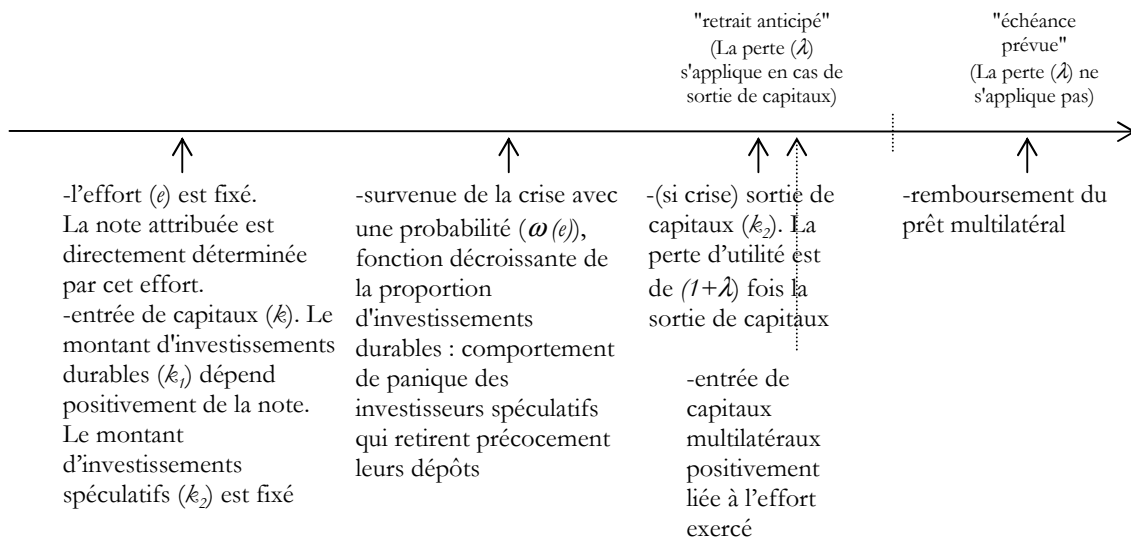 "retrait anticipé"
(La perte (λ)
s'applique en cas de
sortie de capitaux)
"échéance
prévue"
(La perte (λ) ne
s'applique pas)
-l'effort (e) est fixé.
La note attribuée est
directement déterminée
par cet effort.
-entrée de capitaux (k). Le
montant d'investissements
durables (k₁) dépend
positivement de la note.
Le montant
d'investissements
spéculatifs (k₂) est fixé
-survenue de la crise avec
une probabilité (ω(e)),
fonction décroissante de
la proportion
d'investissements
durables : comportement
de panique des
investisseurs spéculatifs
qui retirent précocement
leurs dépôts
-(si crise) sortie de
capitaux (k₂). La
perte d'utilité est
de (1+λ) fois la
sortie de capitaux
-entrée de
capitaux
multilatéraux
positivement
liée à l'effort
exercé
-remboursement du
prêt multilatéral